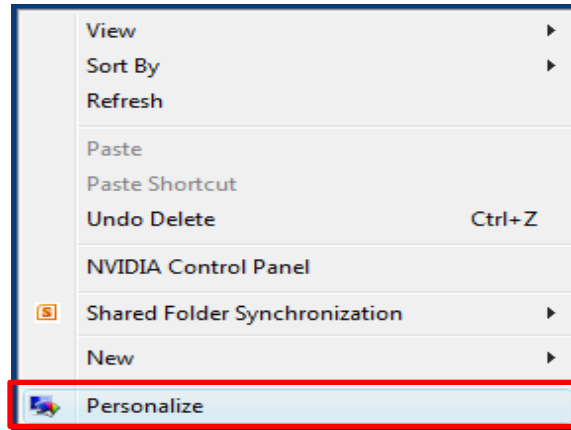 View
Sort By
Refresh
Paste
Paste Shortcut
Undo Delete Ctrl+Z
NVIDIA Control Panel
S Shared Folder Synchronization
New
Personalize